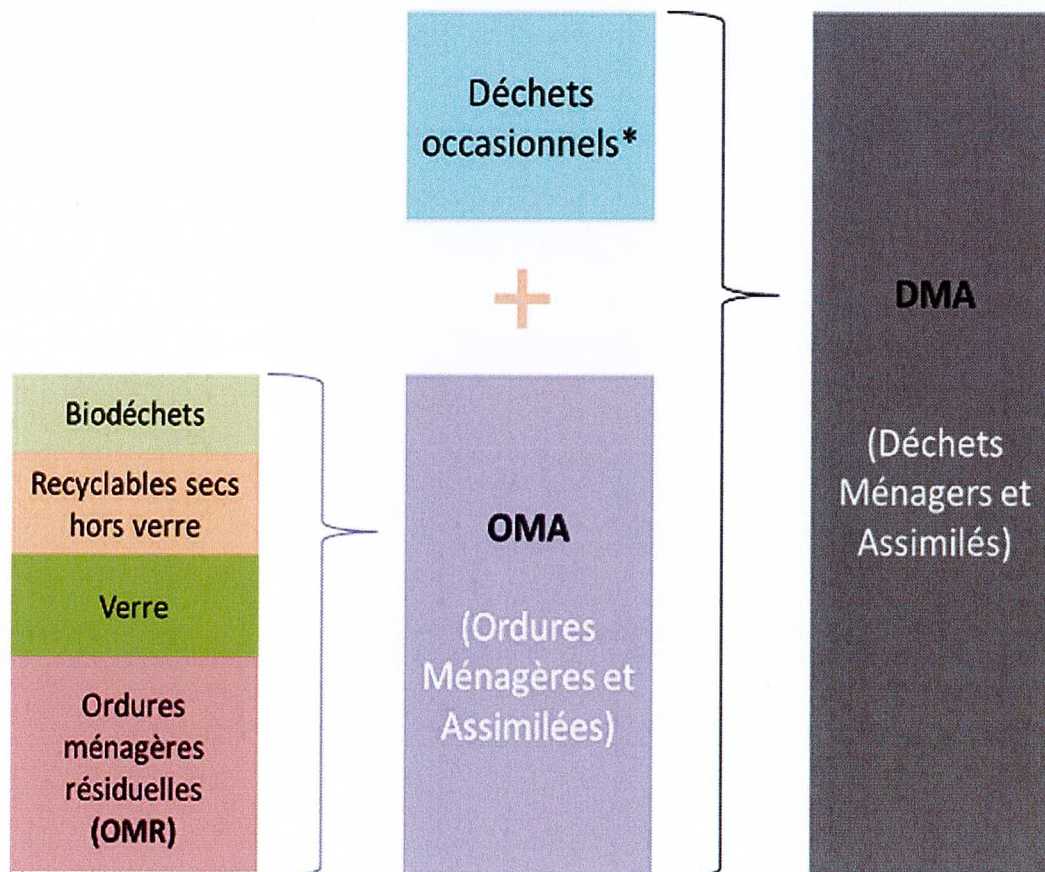 Déchets
occasionnels*
+
DMA
(Déchets
Ménagers et
Assimilés)
Biodéchets
Recyclables secs
hors verre
Verre
Ordures
ménagères
résiduelles
(OMR)
OMA
(Ordures
Ménagères et
Assimilées)